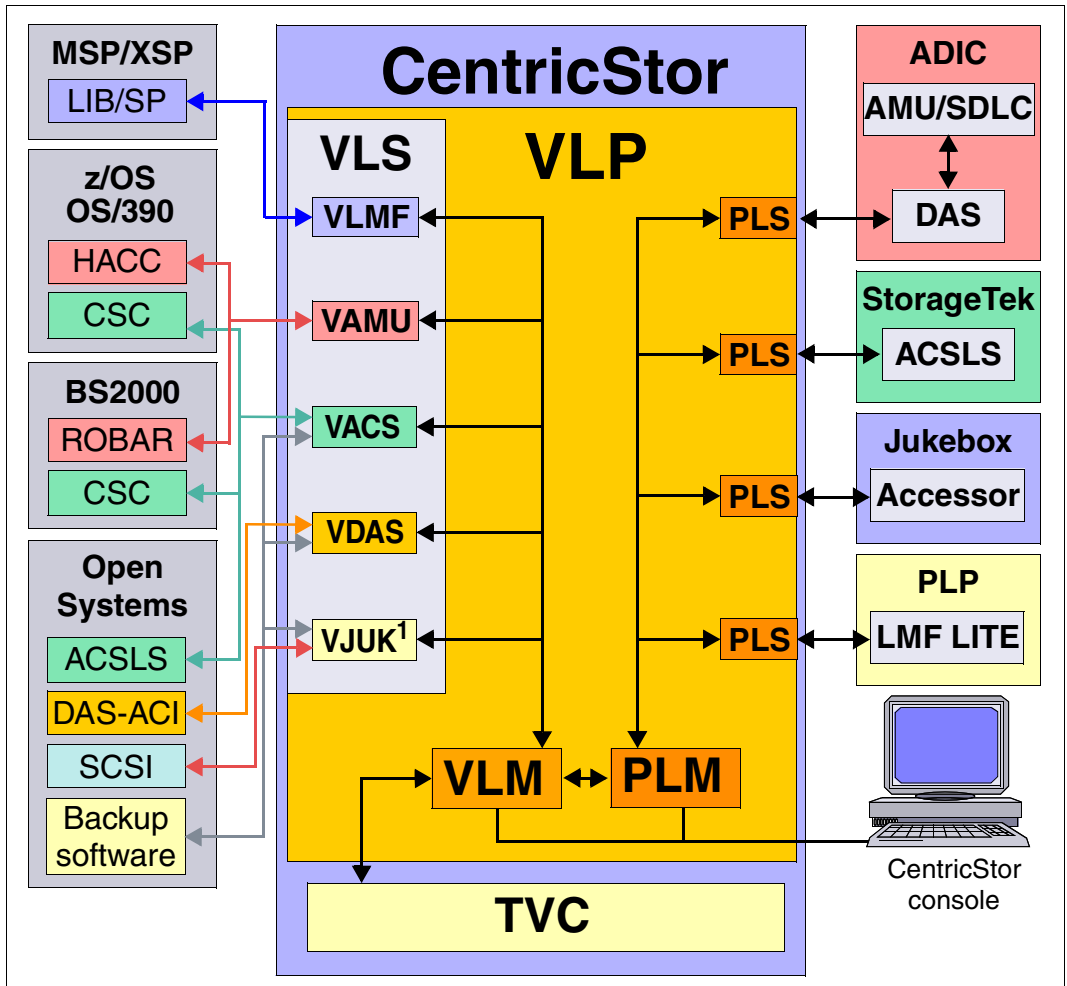 MSP/XSP
LIB/SP
z/OS
OS/390
HACC
CSC
BS2000
ROBAR
CSC
Open
Systems
ACSLS
DAS-ACI
SCSI
Backup
software
CentricStor
VLP
VLS
VLMF
VAMU
VACS
VDAS
VJUK¹
PLS
PLS
PLS
PLS
VLM
PLM
TVC
ADIC
AMU/SDLC
DAS
StorageTek
ACSLS
Jukebox
Accessor
PLP
LMF LITE
CentricStor
console